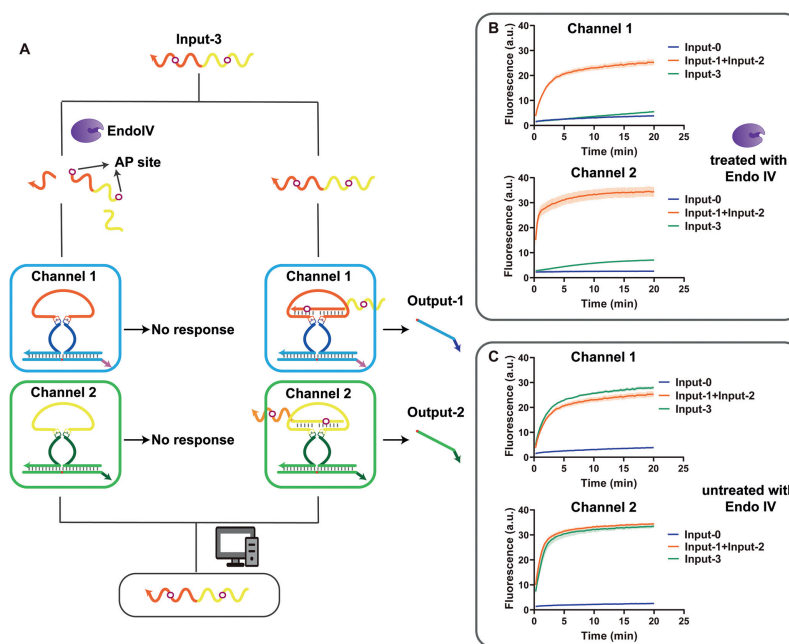 A
Input-3
EndoIV
AP site
Channel 1
No response
Channel 2
No response
Channel 1
Output-1
Channel 2
Output-2
B
Channel 1
Fluorescence (a.u.)
40
30
20
10
0
0 5 10 15 20 25
Time (min)
Input-0
Input-1+Input-2
Input-3
treated with
Endo IV
Channel 2
Fluorescence (a.u.)
40
30
20
10
0
0 5 10 15 20 25
Time (min)
Input-0
Input-1+Input-2
Input-3
C
Channel 1
Fluorescence (a.u.)
40
30
20
10
0
0 5 10 15 20 25
Time (min)
Input-0
Input-1+Input-2
Input-3
untreated with
Endo IV
Channel 2
Fluorescence (a.u.)
40
30
20
10
0
0 5 10 15 20 25
Time (min)
Input-0
Input-1+Input-2
Input-3